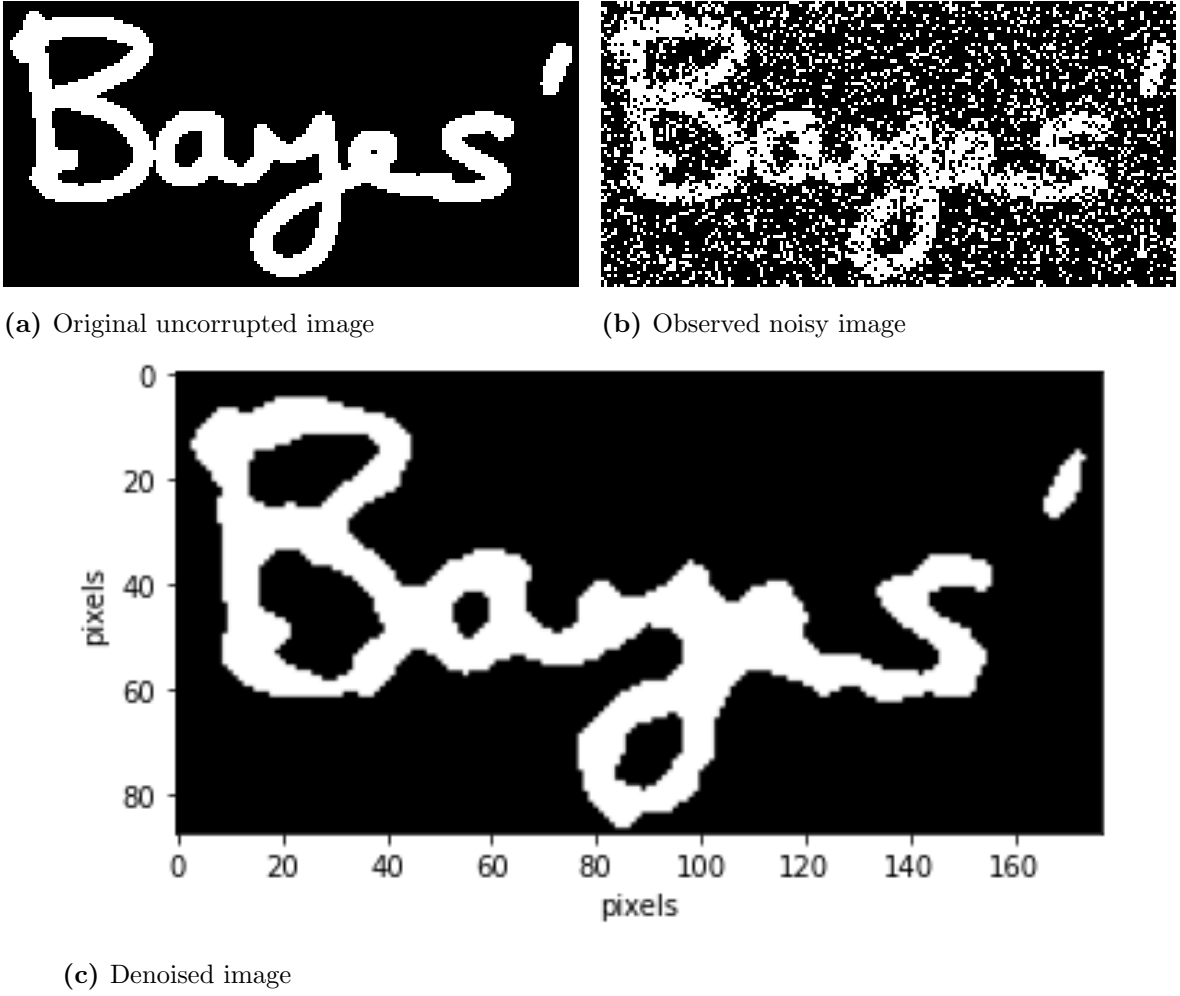 Bayes'
Bayes'
(a) Original uncorrupted image
(b) Observed noisy image
0
20
40
60
80
pixels
Bayes'
0 20 40 60 80 100 120 140 160
pixels
(c) Denoised image